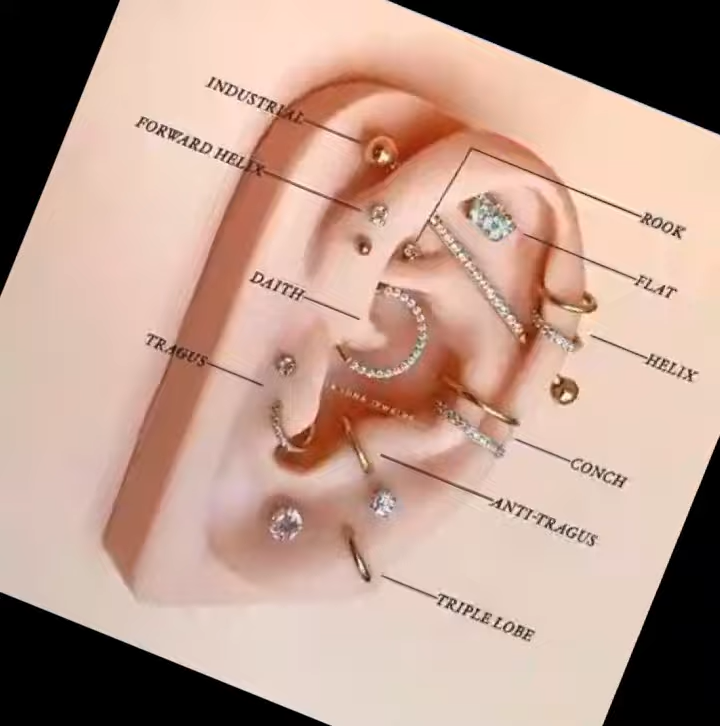 INDUSTRIAL
FORWARD HELIX
ROOK
FLAT
DAITH
HELIX
TRAGUS
CONCH
ANTI-TRAGUS
TRIPLE LOBE